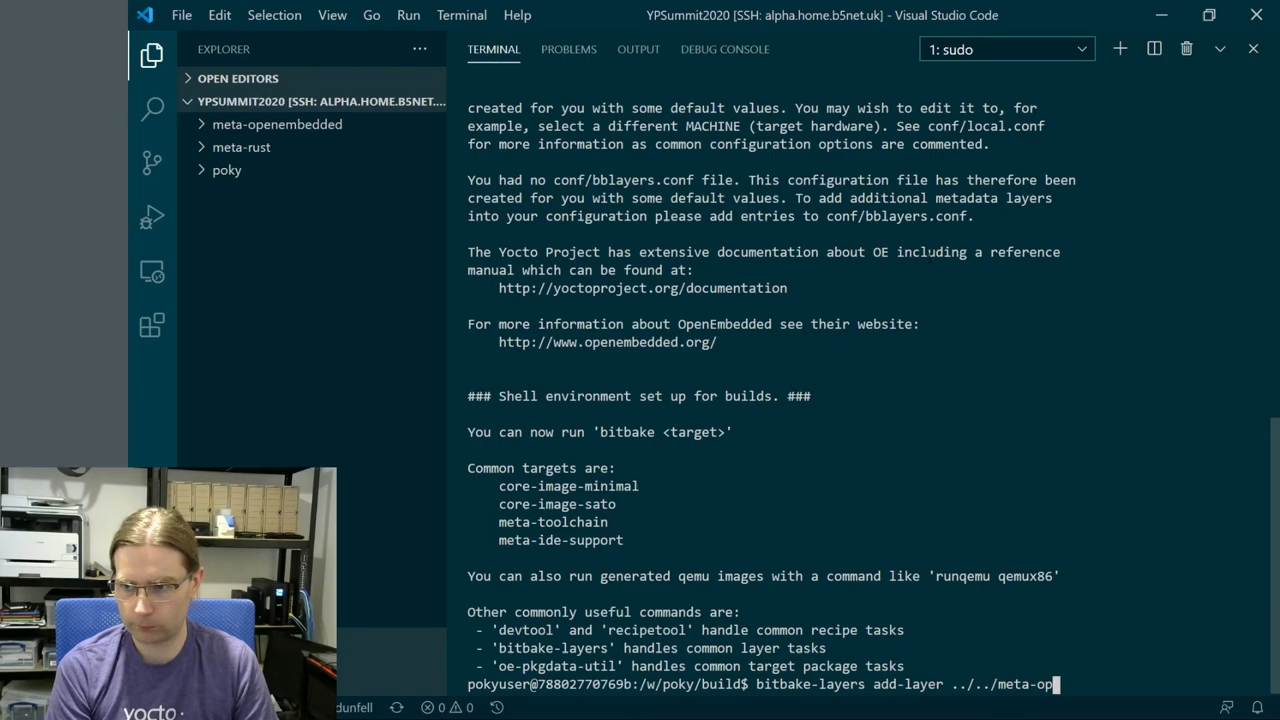 File Edit Selection View Go Run Terminal Help
YPSummit2020 [SSH: alpha.home.b5net.uk] - Visual Studio Code
EXPLORER
OPEN EDITORS
YPSUMMIT2020 [SSH: ALPHA.HOME.B5NET....
meta-openembedded
meta-rust
poky
TERMINAL PROBLEMS OUTPUT DEBUG CONSOLE
1: sudo
created for you with some default values. You may wish to edit it to, for
example, select a different MACHINE (target hardware). See conf/local.conf
for more information as common configuration options are commented.
You had no conf/bblayers.conf file. This configuration file has therefore been
created for you with some default values. To add additional metadata layers
into your configuration please add entries to conf/bblayers.conf.
The Yocto Project has extensive documentation about OE including a reference
manual which can be found at:
http://yoctoproject.org/documentation
For more information about OpenEmbedded see their website:
http://www.openembedded.org/
### Shell environment set up for builds. ###
You can now run 'bitbake <target>'
Common targets are:
core-image-minimal
core-image-sato
meta-toolchain
meta-ide-support
You can also run generated qemu images with a command like 'runqemu qemux86'
Other commonly useful commands are:
- 'devtool' and 'recipetool' handle common recipe tasks
- 'bitbake-layers' handles common layer tasks
- 'oe-pkgdata-util' handles common target package tasks
pokyuser@78802770769b:/w/poky/build$ bitbake-layers add-layer ../../meta-op
dunfell 0 0
yocto